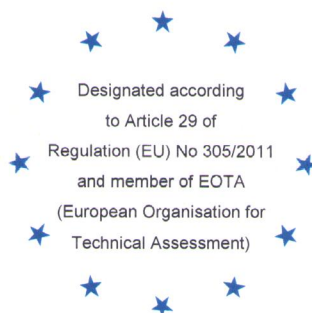 Designated according
to Article 29 of
Regulation (EU) No 305/2011
and member of EOTA
(European Organisation for
Technical Assessment)